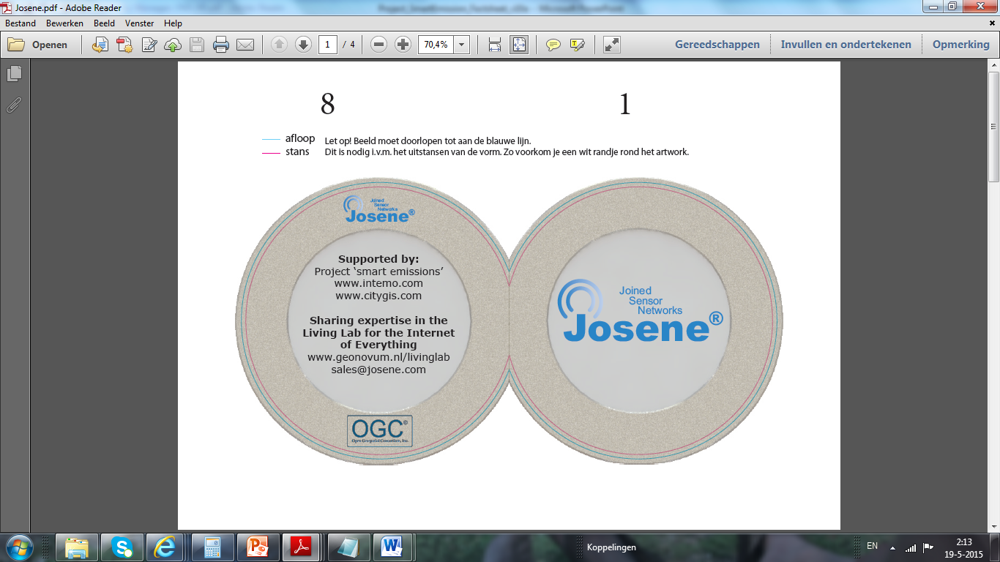 Josene.pdf - Adobe Reader
Bestand Bewerken Beeld Venster Help
Openen 1 / 4 70,4% Gereedschappen Invullen en ondertekenen Opmerking
8 1
afloop Let op! Beeld moet doorlopen tot aan de blauwe lijn.
stans Dit is nodig i.v.m. het uitstansen van de vorm. Zo voorkom je een wit randje rond het artwork.
Joined
Sensor
Networks
Josene®
Supported by:
Project ‘smart emissions’
www.intemo.com
www.citygis.com
Sharing expertise in the
Living Lab for the Internet
of Everything
www.geonovum.nl/livinglab
sales@josene.com
OGC©
Open Geospatial Consortium, Inc.
Joined
Sensor
Networks
Josene®
Koppelingen
EN 2:13
19-5-2015